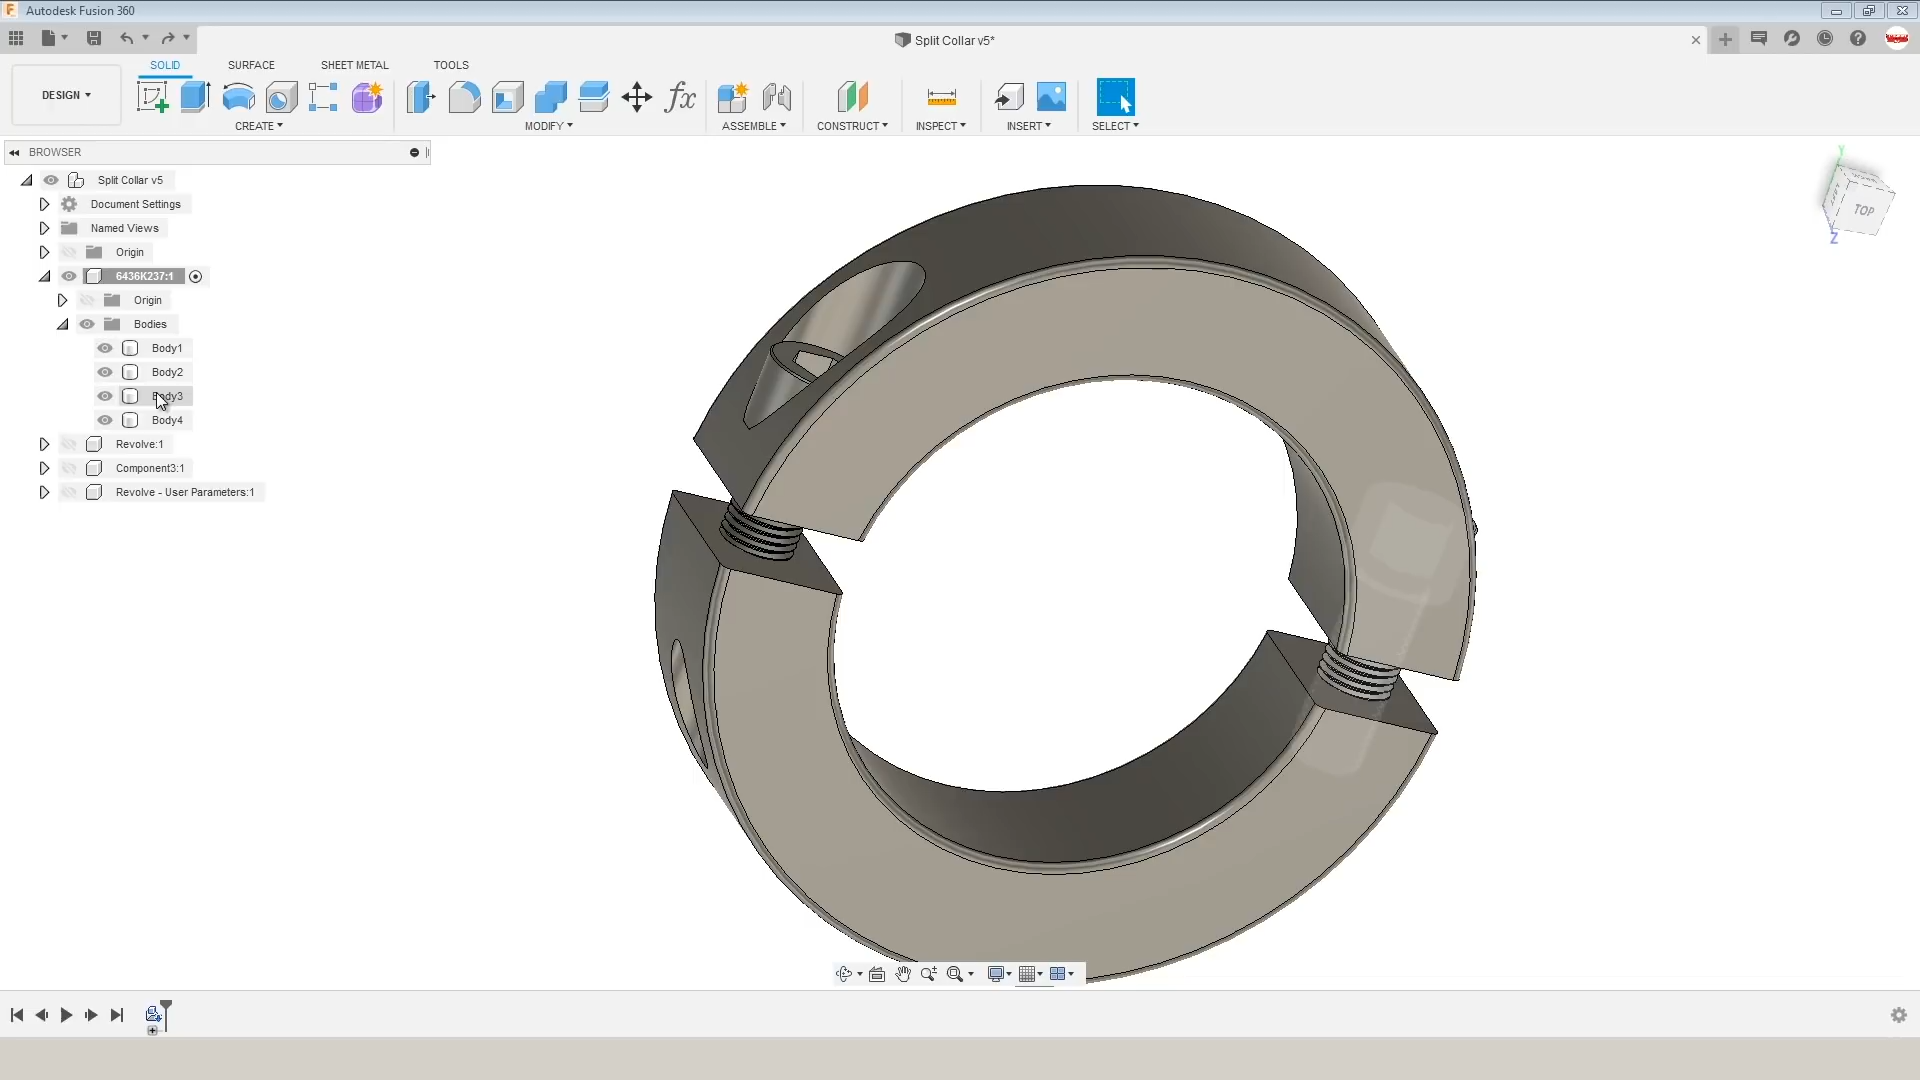 Autodesk Fusion 360
Split Collar v5*
SOLID SURFACE SHEET METAL TOOLS
DESIGN
fx
CREATE MODIFY ASSEMBLE CONSTRUCT INSPECT INSERT SELECT
BROWSER
Split Collar v5
Document Settings
Named Views
Origin
6436K237:1
Origin
Bodies
Body1
Body2
Body3
Body4
Revolve:1
Component3:1
Revolve - User Parameters:1
Y
TOP
Z